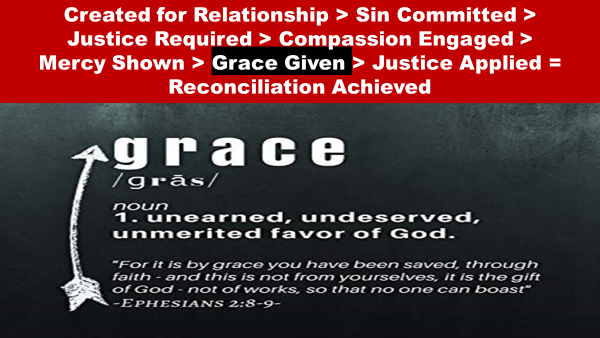 Created for Relationship > Sin Committed >
Justice Required > Compassion Engaged >
Mercy Shown > Grace Given > Justice Applied =
Reconciliation Achieved
grace
/grās/
noun
1. unearned, undeserved,
unmerited favor of God.
"For it is by grace you have been saved, through
faith - and this is not from yourselves, it is the gift
of God - not of works, so that no one can boast"
-EPHESIANS 2:8-9-